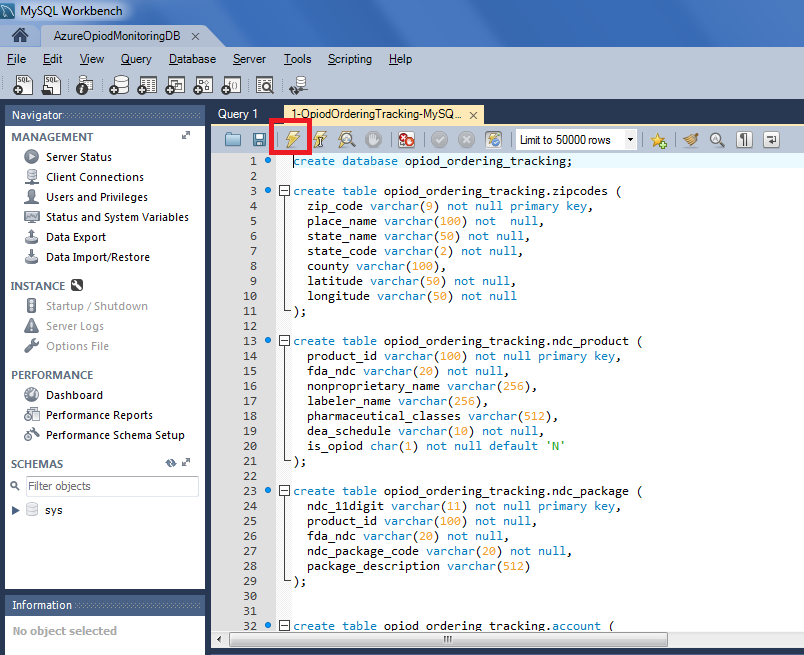 MySQL Workbench
AzureOpiodMonitoringDB
File Edit View Query Database Server Tools Scripting Help
SQL SQL
Navigator
MANAGEMENT
Server Status
Client Connections
Users and Privileges
Status and System Variables
Data Export
Data Import/Restore
INSTANCE
Startup / Shutdown
Server Logs
Options File
PERFORMANCE
Dashboard
Performance Reports
Performance Schema Setup
SCHEMAS
Filter objects
sys
Information
No object selected
Query 1 1-OpiodOrderingTracking-MySQ...
Limit to 50000 rows
1 create database opiod_ordering_tracking;
2
3 create table opiod_ordering_tracking.zipcodes (
4 zip_code varchar(9) not null primary key,
5 place_name varchar(100) not  null,
6 state_name varchar(50) not null,
7 state_code varchar(2) not null,
8 county varchar(100),
9 latitude varchar(50) not null,
10 longitude varchar(50) not null
11 );
12
13 create table opiod_ordering_tracking.ndc_product (
14 product_id varchar(100) not null primary key,
15 fda_ndc varchar(20) not null,
16 nonproprietary_name varchar(256),
17 labeler_name varchar(256),
18 pharmaceutical_classes varchar(512),
19 dea_schedule varchar(10) not null,
20 is_opiod char(1) not null default 'N'
21 );
22
23 create table opiod_ordering_tracking.ndc_package (
24 ndc_11digit varchar(11) not null primary key,
25 product_id varchar(100) not null,
26 fda_ndc varchar(20) not null,
27 ndc_package_code varchar(20) not null,
28 package_description varchar(512)
29 );
30
31
32 create table opiod_ordering_tracking.account (